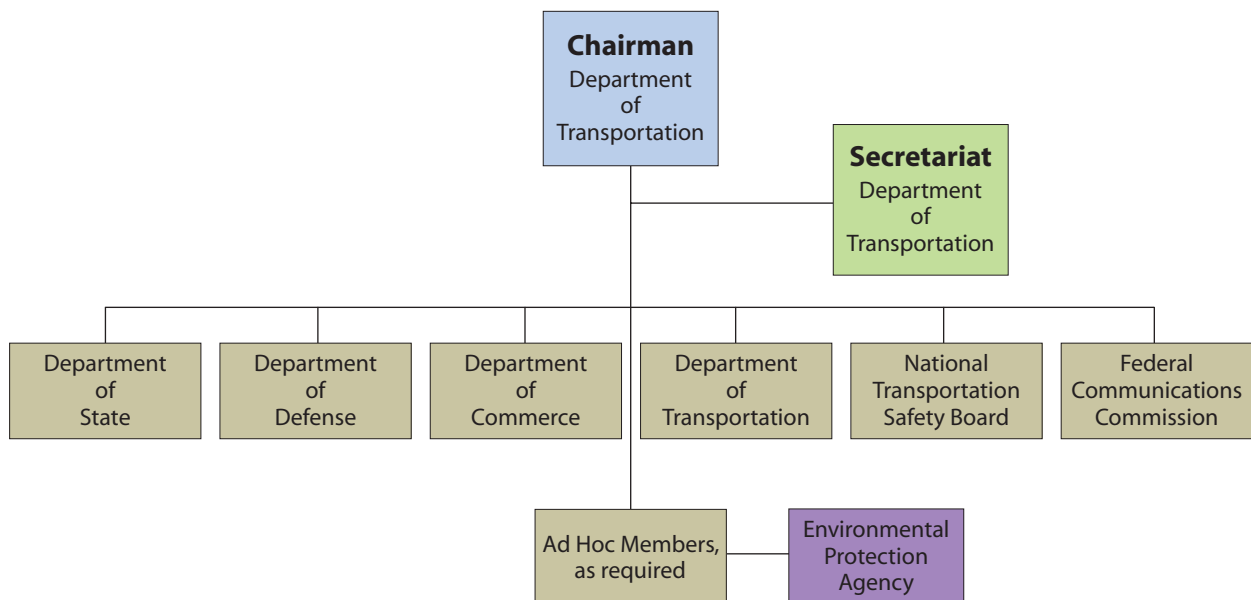 Chairman
Department
of
Transportation
Secretariat
Department
of
Transportation
Department
of
State
Department
of
Defense
Department
of
Commerce
Department
of
Transportation
National
Transportation
Safety Board
Federal
Communications
Commission
Ad Hoc Members,
as required
Environmental
Protection
Agency